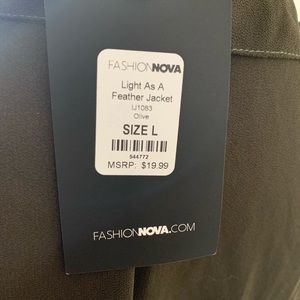 FASHIONNOVA
Light As A
Feather Jacket
IJ1083
Olive
SIZE L
544772
MSRP: $19.99
FASHIONNOVA.COM